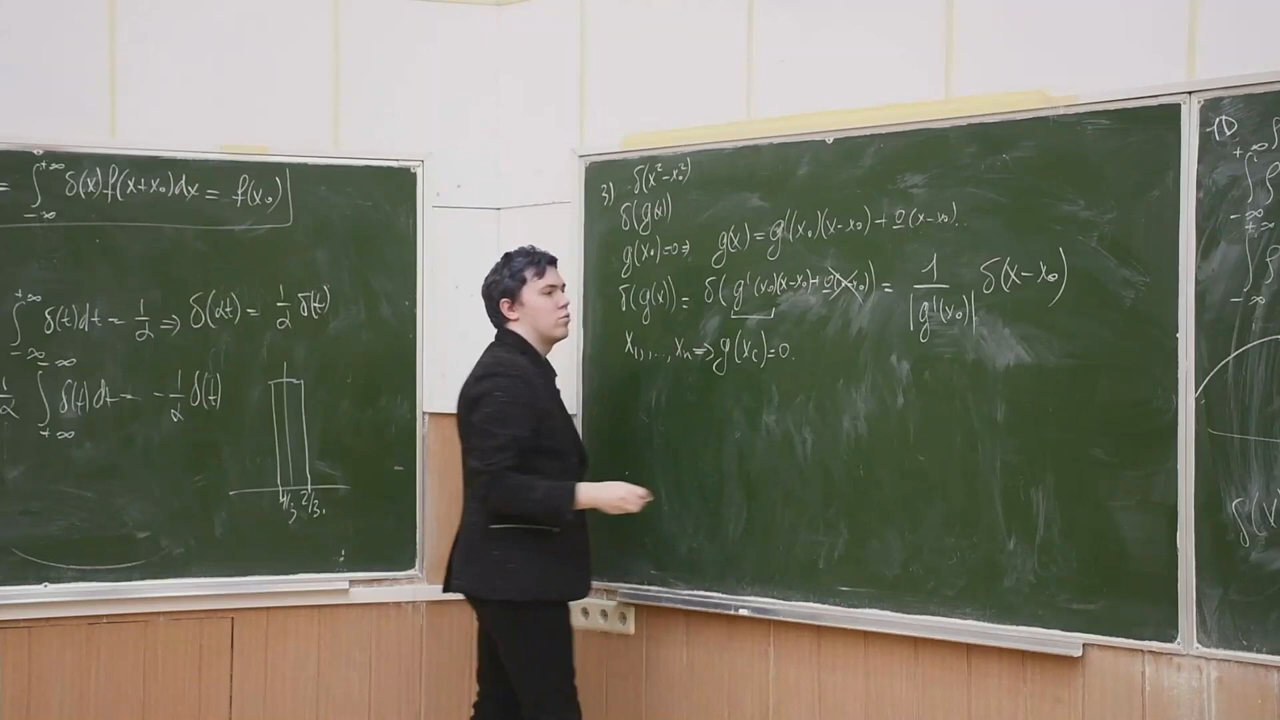 = ∫_{-∞}^{+∞} δ(x) f(x+x₀) dx = f(x₀)
∫_{-∞}^{+∞} δ(t) dt = 1/α ⇒ δ(αt) = 1/α δ(t)
1/α ∫_{+∞}^{-∞} δ(t) dt = -1/α δ(t)
1/3 2/3
3) δ(x²-x₀²)
δ(g(x))
g(x₀)=0 ⇒ g(x) = g'(x₀)(x-x₀) + o(x-x₀)
δ(g(x)) = δ(g'(x₀)(x-x₀) + o(x-x₀)) = 1/|g'(x₀)| δ(x-x₀)
x₁, ..., xₙ ⇒ g(xᵢ)=0.
+∞
∫
-∞
+∞
∫
-∞